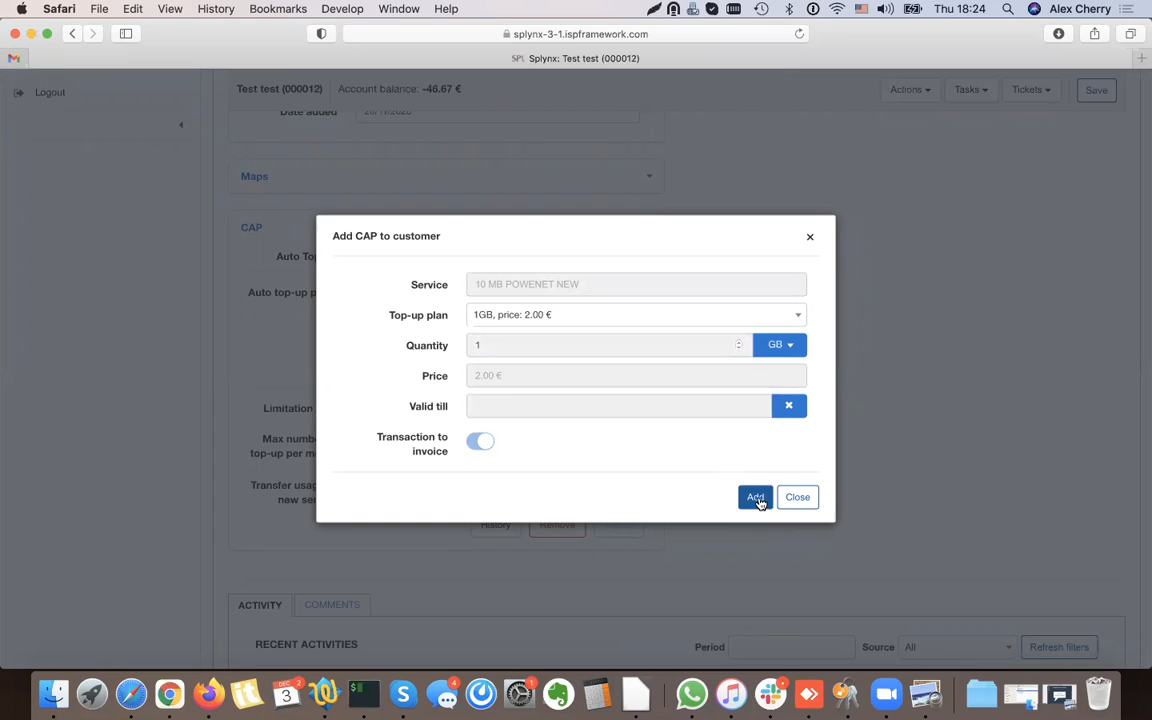 Safari File Edit View History Bookmarks Develop Window Help Thu 18:24 Alex Cherry
splynx-3-1.ispframework.com
SPL Splynx: Test test (000012)
Logout
Test test (000012) Account balance: -46.67 € Actions Tasks Tickets Save
Date added
Maps
CAP
Auto To
Auto top-up p
Limitation
Max numb
top-up per m
Transfer usag
new ser
Add CAP to customer ×
Service 10 MB POWENET NEW
Top-up plan 1GB, price: 2.00 €
Quantity 1 GB
Price 2.00 €
Valid till
Transaction to
invoice
Add Close
History Remove
ACTIVITY COMMENTS
RECENT ACTIVITIES Period Source All Refresh filters
DEC 2
3 4 1